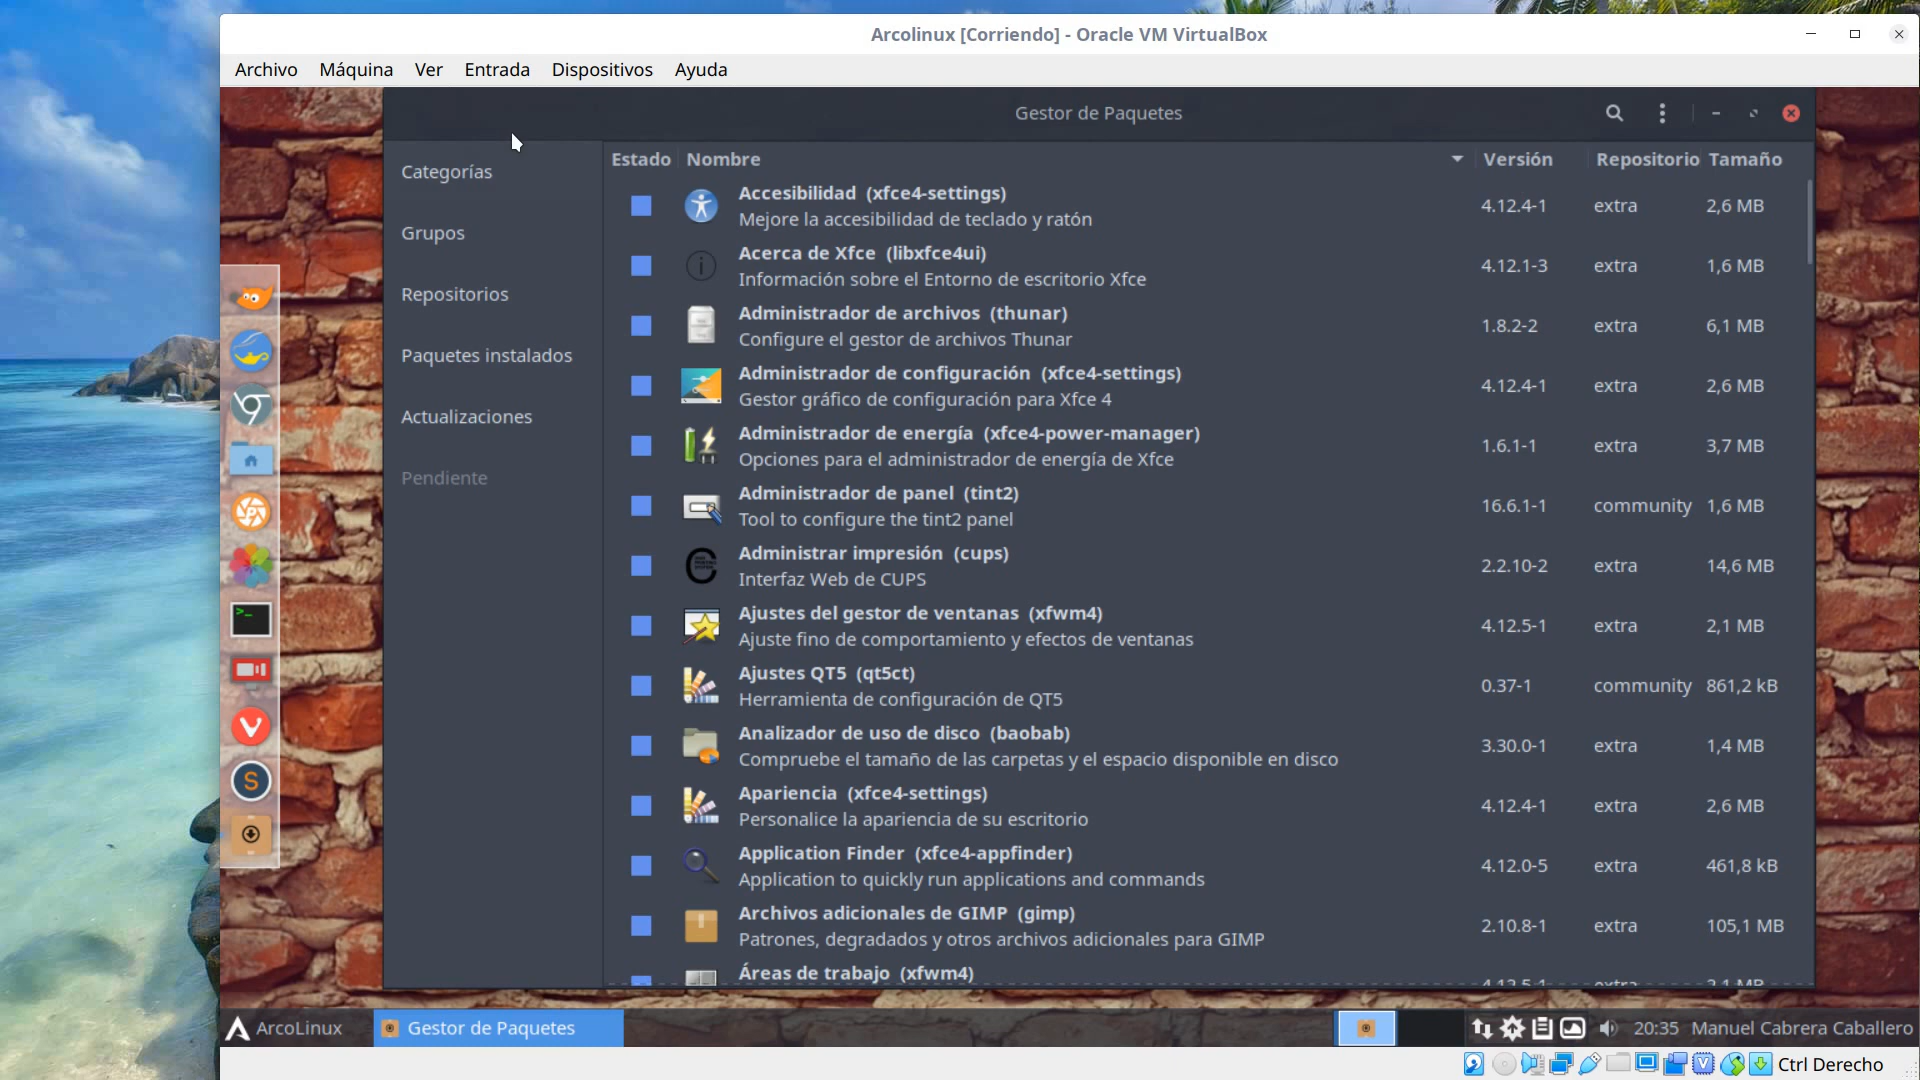 Arcolinux [Corriendo] - Oracle VM VirtualBox
Archivo Máquina Ver Entrada Dispositivos Ayuda
Gestor de Paquetes
Categorías
Grupos
Repositorios
Paquetes instalados
Actualizaciones
Pendiente
Estado Nombre Versión Repositorio Tamaño
Accesibilidad (xfce4-settings)
Mejore la accesibilidad de teclado y ratón
4.12.4-1 extra 2,6 MB
Acerca de Xfce (libxfce4ui)
Información sobre el Entorno de escritorio Xfce
4.12.1-3 extra 1,6 MB
Administrador de archivos (thunar)
Configure el gestor de archivos Thunar
1.8.2-2 extra 6,1 MB
Administrador de configuración (xfce4-settings)
Gestor gráfico de configuración para Xfce 4
4.12.4-1 extra 2,6 MB
Administrador de energía (xfce4-power-manager)
Opciones para el administrador de energía de Xfce
1.6.1-1 extra 3,7 MB
Administrador de panel (tint2)
Tool to configure the tint2 panel
16.6.1-1 community 1,6 MB
Administrar impresión (cups)
Interfaz Web de CUPS
2.2.10-2 extra 14,6 MB
Ajustes del gestor de ventanas (xfwm4)
Ajuste fino de comportamiento y efectos de ventanas
4.12.5-1 extra 2,1 MB
Ajustes QT5 (qt5ct)
Herramienta de configuración de QT5
0.37-1 community 861,2 kB
Analizador de uso de disco (baobab)
Compruebe el tamaño de las carpetas y el espacio disponible en disco
3.30.0-1 extra 1,4 MB
Apariencia (xfce4-settings)
Personalice la apariencia de su escritorio
4.12.4-1 extra 2,6 MB
Application Finder (xfce4-appfinder)
Application to quickly run applications and commands
4.12.0-5 extra 461,8 kB
Archivos adicionales de GIMP (gimp)
Patrones, degradados y otros archivos adicionales para GIMP
2.10.8-1 extra 105,1 MB
Áreas de trabajo (xfwm4)
4.12.5-1 extra 2,1 MB
ArcoLinux Gestor de Paquetes 20:35 Manuel Cabrera Caballero
Ctrl Derecho